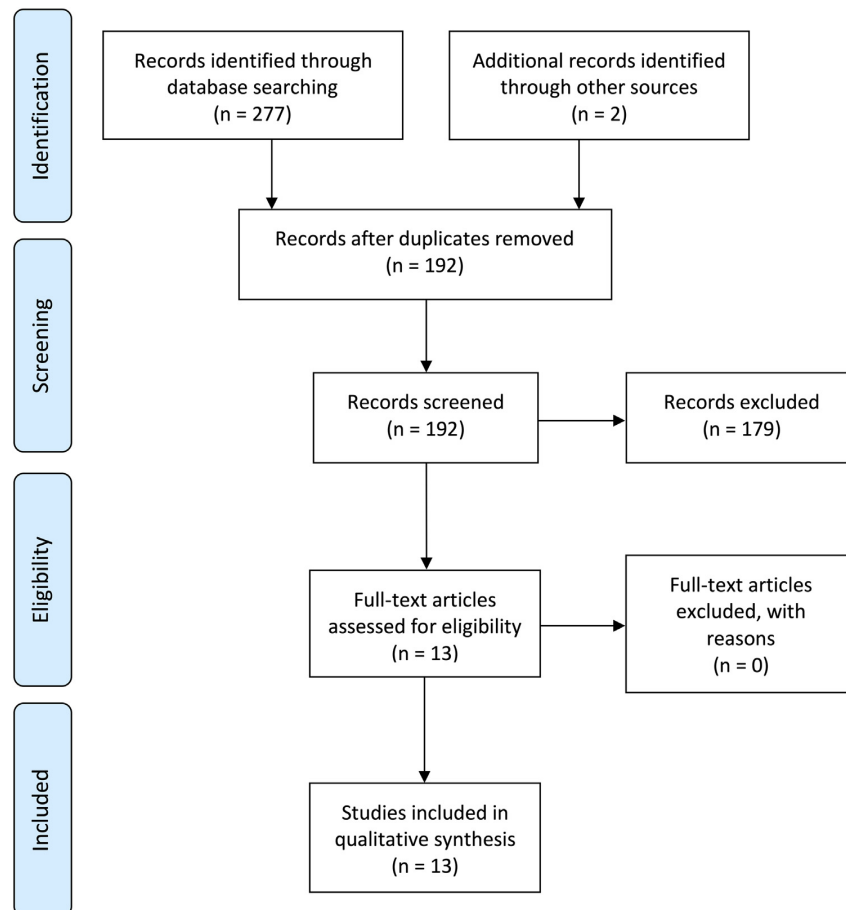 Identification
Records identified through
database searching
(n = 277)
Additional records identified
through other sources
(n = 2)
Records after duplicates removed
(n = 192)
Screening
Records screened
(n = 192)
Records excluded
(n = 179)
Eligibility
Full-text articles
assessed for eligibility
(n = 13)
Full-text articles
excluded, with
reasons
(n = 0)
Included
Studies included in
qualitative synthesis
(n = 13)